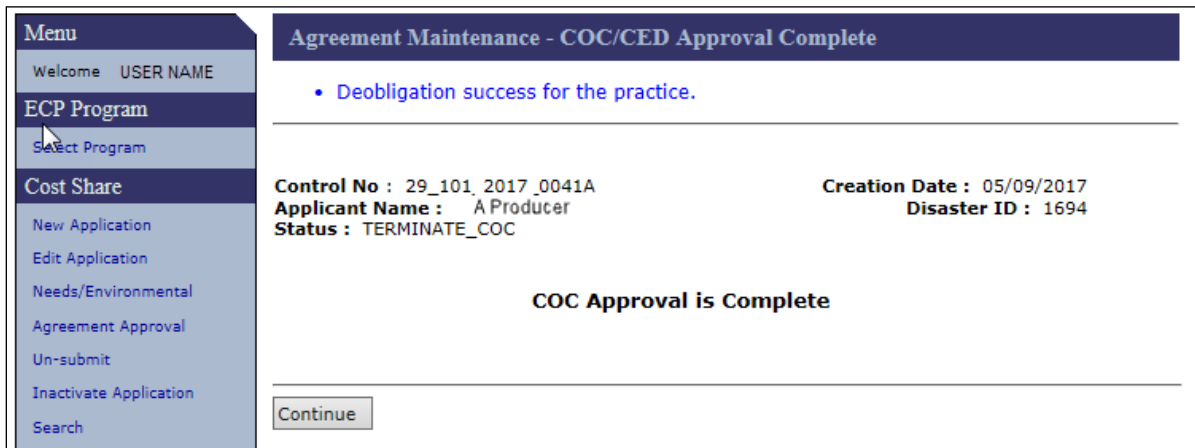 Menu
Welcome USER NAME
ECP Program
Select Program
Cost Share
New Application
Edit Application
Needs/Environmental
Agreement Approval
Un-submit
Inactivate Application
Search
Agreement Maintenance - COC/CED Approval Complete
• Deobligation success for the practice.
Control No : 29_101_2017_0041A Creation Date : 05/09/2017
Applicant Name : A Producer Disaster ID : 1694
Status : TERMINATE_COC
COC Approval is Complete
Continue